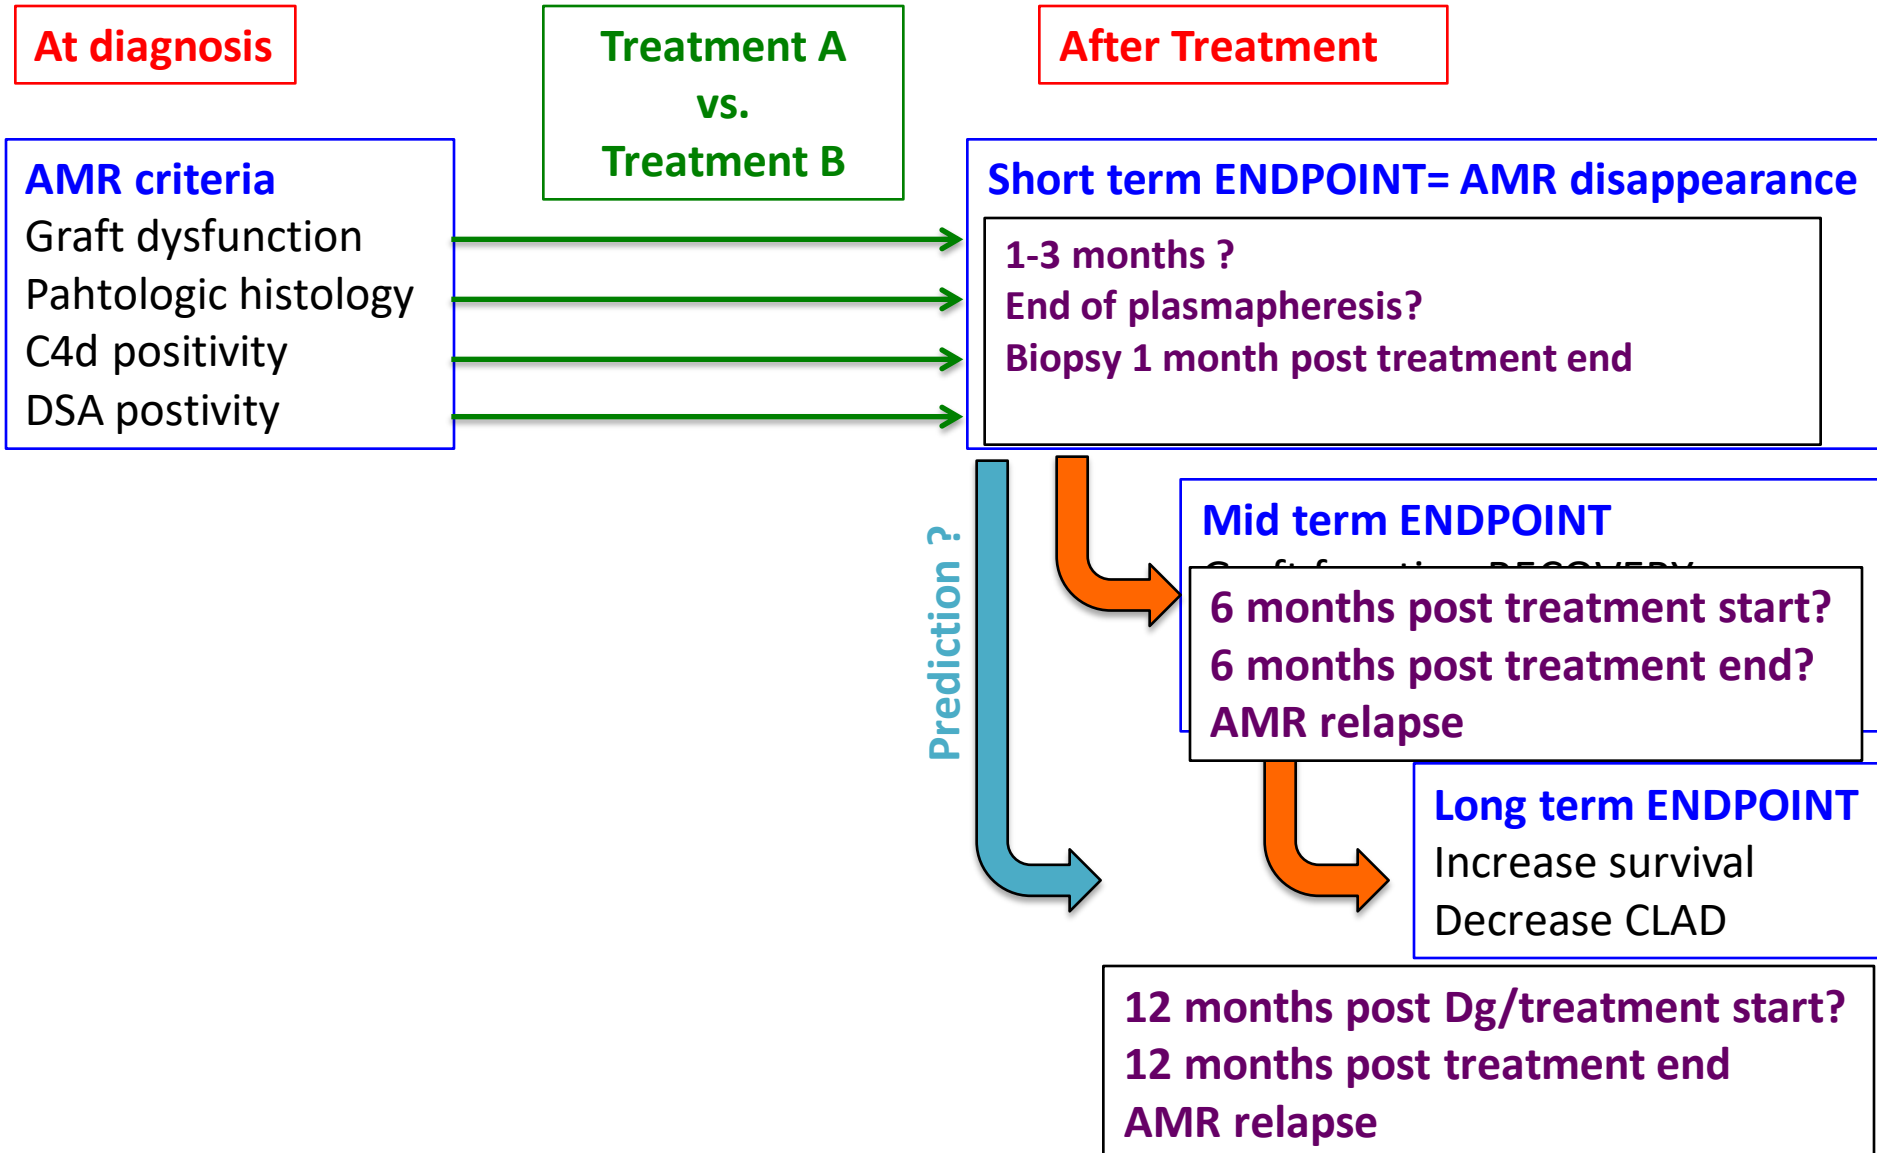 At diagnosis
Treatment A
vs.
Treatment B
After Treatment
AMR criteria
Graft dysfunction
Pahtologic histology
C4d positivity
DSA postivity
Short term ENDPOINT= AMR disappearance
1-3 months ?
End of plasmapheresis?
Biopsy 1 month post treatment end
Prediction ?
Mid term ENDPOINT
6 months post treatment start?
6 months post treatment end?
AMR relapse
Long term ENDPOINT
Increase survival
Decrease CLAD
12 months post Dg/treatment start?
12 months post treatment end
AMR relapse